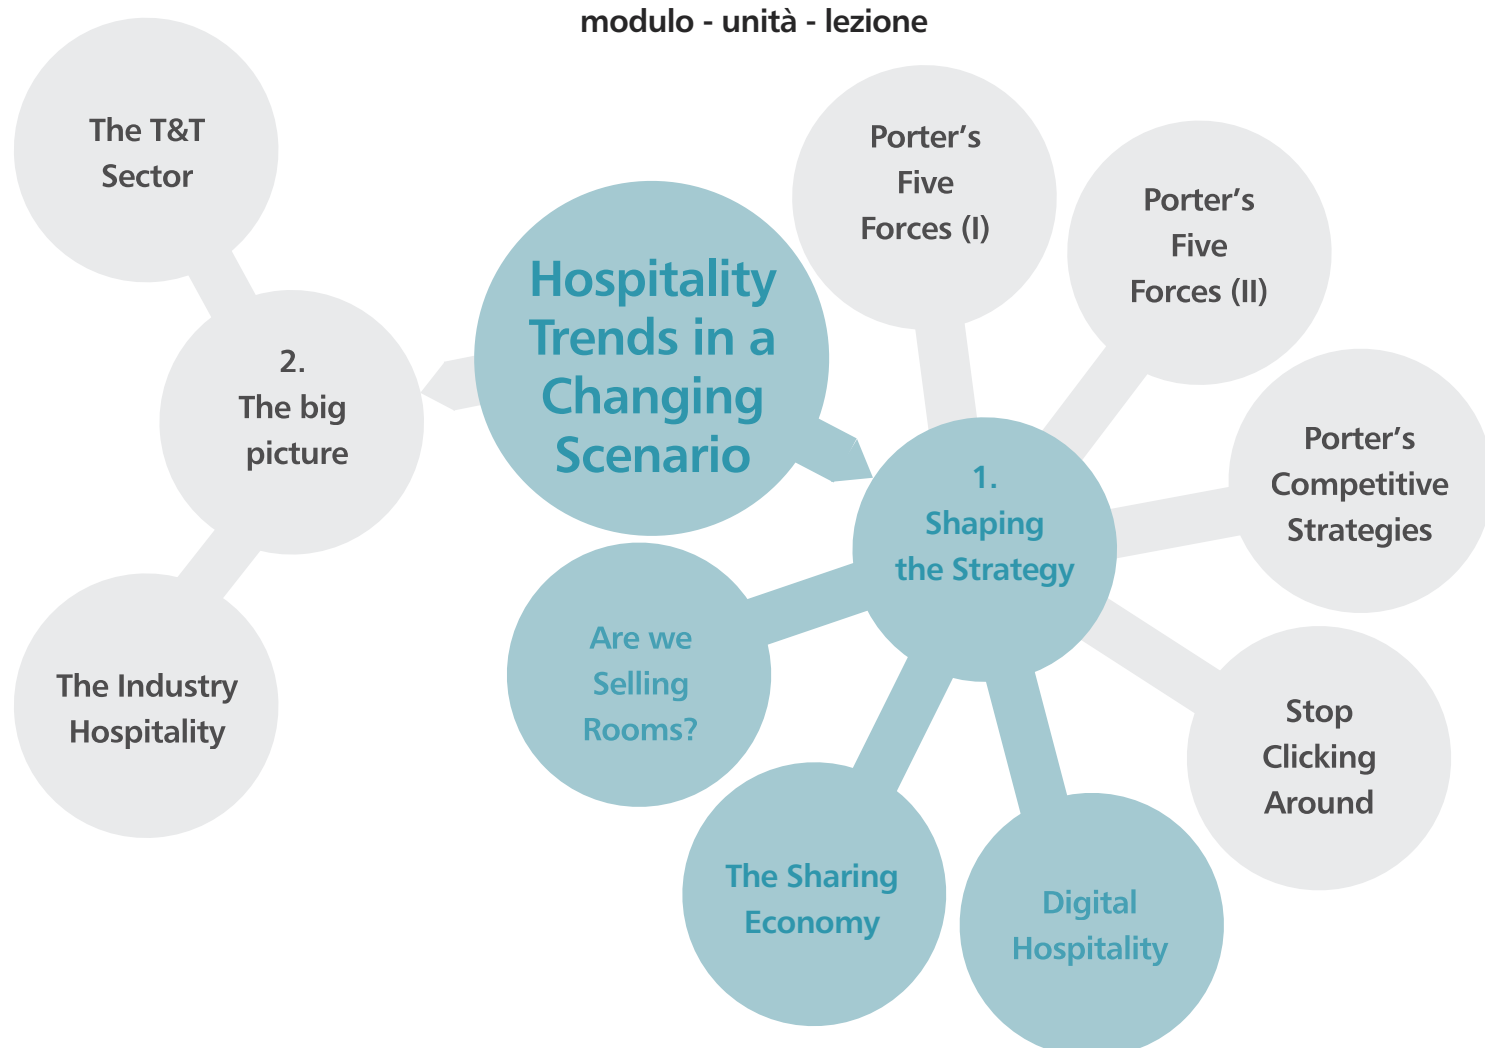 modulo - unità - lezione
The T&T
Sector
2.
The big
picture
The Industry
Hospitality
Hospitality
Trends in a
Changing
Scenario
Porter’s
Five
Forces (I)
Porter’s
Five
Forces (II)
Porter’s
Competitive
Strategies
1.
Shaping
the Strategy
Are we
Selling
Rooms?
The Sharing
Economy
Digital
Hospitality
Stop
Clicking
Around